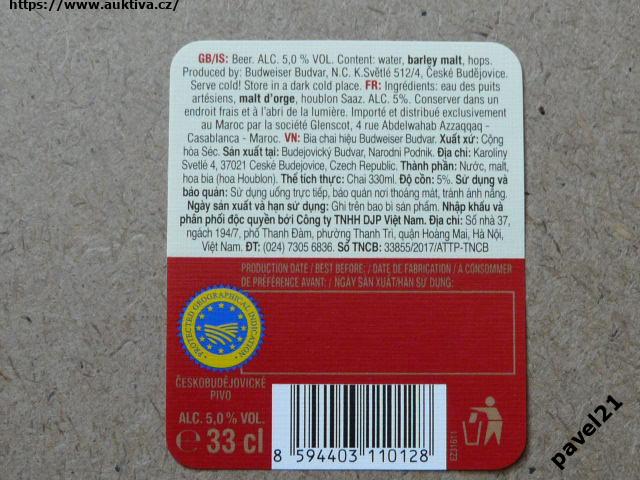 https://www.auktiva.cz/
GB/IS: Beer. ALC. 5,0 % VOL. Content: water, barley malt, hops.
Produced by: Budweiser Budvar, N.C. K.Světlé 512/4, České Budějovice.
Serve cold! Store in a dark cold place. FR: Ingrédients: eau des puits
artésiens, malt d'orge, houblon Saaz. ALC. 5%. Conserver dans un
endroit frais et à l'abri de la lumière. Importé et distribué exclusivement
au Maroc par la société Glenscot, 4 rue Abdelwahab Azzaqqaq -
Casablanca - Maroc. VN: Bia chai hiệu Budweiser Budvar. Xuất xứ: Cộng
hòa Séc. Sản xuất tại: Budejovický Budvar, Narodni Podnik. Địa chỉ: Karoliny
Svetlé 4, 37021 Ceské Budejovice, Czech Republic. Thành phần: Nước, malt,
hoa bia (hoa Houblon). Thể tích thực: Chai 330ml. Độ cồn: 5%. Sử dụng và
bảo quản: Sử dụng uống trực tiếp, bảo quản nơi thoáng mát, tránh ánh nắng.
Ngày sản xuất và hạn sử dụng: Ghi trên bao bì sản phẩm. Nhập khẩu và
phân phối độc quyền bởi Công ty TNHH DJP Việt Nam. Địa chỉ: Số nhà 37,
ngách 194/7, phố Thanh Đàm, phường Thanh Trì, quận Hoàng Mai, Hà Nội,
Việt Nam. ĐT: (024) 7305 6836. Số TNCB: 33855/2017/ATTP-TNCB
PRODUCTION DATE / BEST BEFORE: / DATE DE FABRICATION / A CONSOMMER
DE PRÉFÉRENCE AVANT: / NGÀY SẢN XUẤT/HẠN SỬ DỤNG:
PROTECTED GEOGRAPHICAL INDICATION
ČESKOBUDĚJOVICKÉ
PIVO
ALC. 5,0 % VOL.
℮ 33 cl
8 594403 110128
EZ31611
pavel21